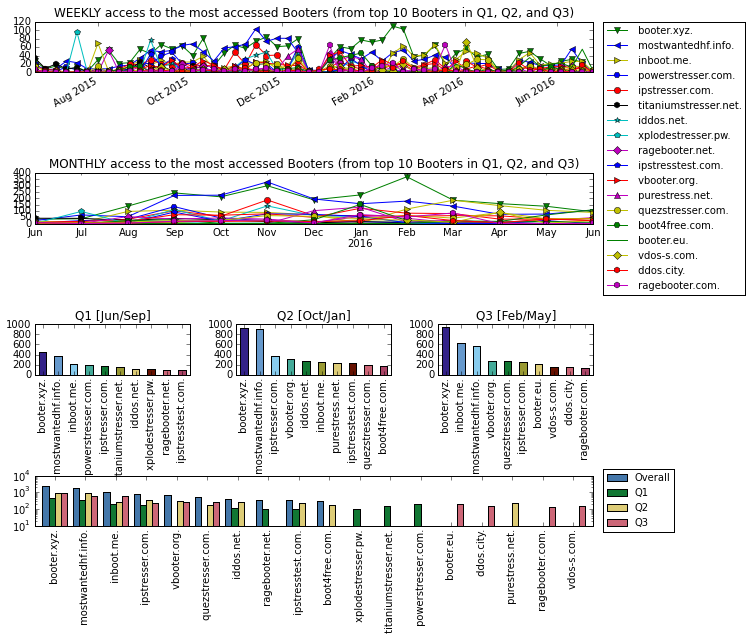 WEEKLY access to the most accessed Booters (from top 10 Booters in Q1, Q2, and Q3)
120
100
80
60
40
20
0
Aug 2015
Oct 2015
Dec 2015
Feb 2016
Apr 2016
Jun 2016
booter.xyz.
mostwantedhf.info.
inboot.me.
powerstresser.com.
ipstresser.com.
titaniumstresser.net.
iddos.net.
xplodestresser.pw.
ragebooter.net.
ipstresstest.com.
vbooter.org.
purestress.net.
quezstresser.com.
boot4free.com.
booter.eu.
vdos-s.com.
ddos.city.
ragebooter.com.
MONTHLY access to the most accessed Booters (from top 10 Booters in Q1, Q2, and Q3)
400
350
300
250
200
150
100
50
0
Jun
Jul
Aug
Sep
Oct
Nov
Dec
Jan
2016
Feb
Mar
Apr
May
Jun
Q1 [Jun/Sep]
1000
800
600
400
200
0
booter.xyz.
mostwantedhf.info.
inboot.me.
powerstresser.com.
ipstresser.com.
titaniumstresser.net.
iddos.net.
xplodestresser.pw.
ragebooter.net.
ipstresstest.com.
Q2 [Oct/Jan]
1000
800
600
400
200
0
booter.xyz.
mostwantedhf.info.
ipstresser.com.
vbooter.org.
iddos.net.
inboot.me.
purestress.net.
ipstresstest.com.
quezstresser.com.
boot4free.com.
Q3 [Feb/May]
1000
800
600
400
200
0
booter.xyz.
inboot.me.
mostwantedhf.info.
vbooter.org.
quezstresser.com.
ipstresser.com.
booter.eu.
vdos-s.com.
ddos.city.
ragebooter.com.
10^4
10^3
10^2
10^1
booter.xyz.
mostwantedhf.info.
inboot.me.
ipstresser.com.
vbooter.org.
quezstresser.com.
iddos.net.
ragebooter.net.
ipstresstest.com.
boot4free.com.
xplodestresser.pw.
titaniumstresser.net.
powerstresser.com.
booter.eu.
ddos.city.
purestress.net.
ragebooter.com.
vdos-s.com.
Overall
Q1
Q2
Q3